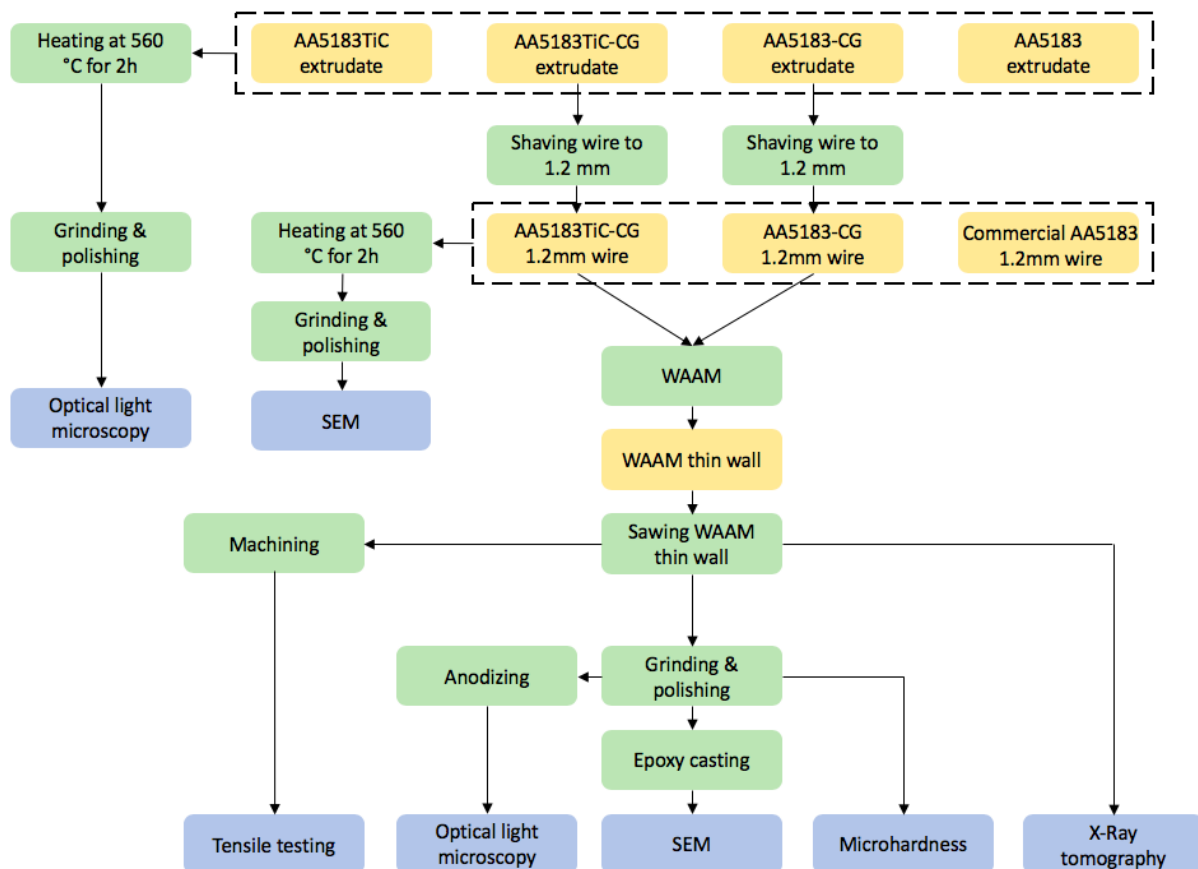 Heating at 560
°C for 2h
AA5183TiC
extrudate
AA5183TiC-CG
extrudate
AA5183-CG
extrudate
AA5183
extrudate
Shaving wire to
1.2 mm
Shaving wire to
1.2 mm
Grinding &
polishing
Heating at 560
°C for 2h
AA5183TiC-CG
1.2mm wire
AA5183-CG
1.2mm wire
Commercial AA5183
1.2mm wire
Grinding &
polishing
WAAM
Optical light
microscopy
SEM
WAAM thin wall
Machining
Sawing WAAM
thin wall
Anodizing
Grinding &
polishing
Epoxy casting
Tensile testing
Optical light
microscopy
SEM
Microhardness
X-Ray
tomography